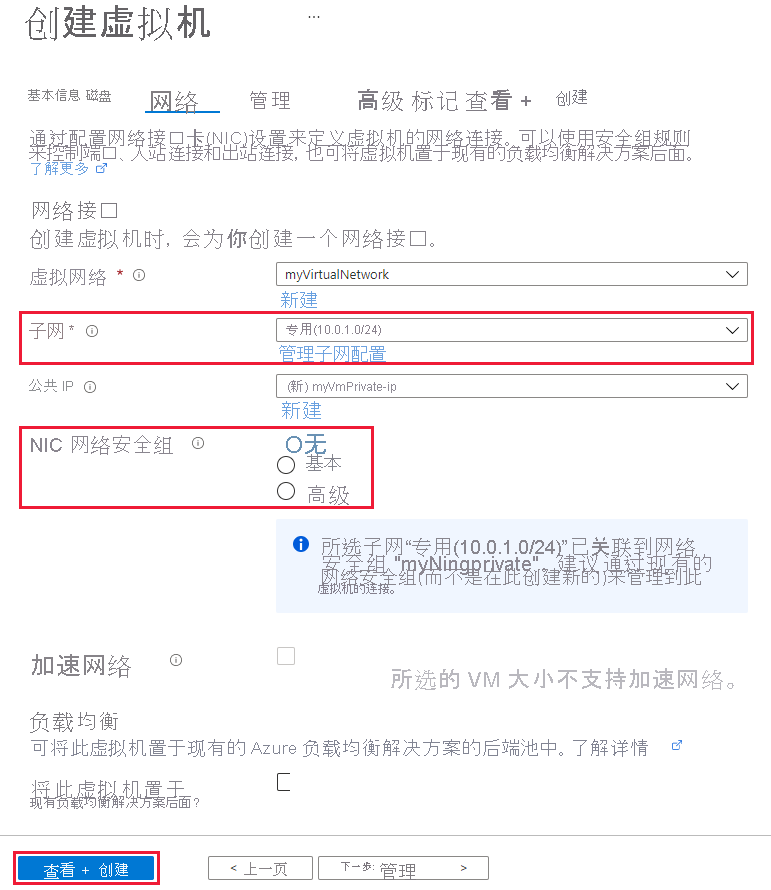 创建虚拟机 ...
基本信息 磁盘 网络 管理 高级 标记 查看 + 创建
通过配置网络接口卡(NIC)设置来定义虚拟机的网络连接。可以使用安全组规则
来控制端口、入站连接和出站连接，也可将虚拟机置于现有的负载均衡解决方案后面。
了解更多
网络接口
创建虚拟机时，会为你创建一个网络接口。
虚拟网络 * myVirtualNetwork
新建
子网 * 专用(10.0.1.0/24)
管理子网配置
公共 IP (新) myVmPrivate-ip
新建
NIC 网络安全组 O无
基本
高级
所选子网“专用(10.0.1.0/24)”已关联到网络
安全组 "myNingprivate"。建议通过现有的
网络安全组(而不是在此创建新的)来管理到此
虚拟机的连接。
加速网络
所选的 VM 大小不支持加速网络。
负载均衡
可将此虚拟机置于现有的 Azure 负载均衡解决方案的后端池中。了解详情
将此虚拟机置于
现有负载均衡解决方案后面?
查看 + 创建 < 上一页 下一步: 管理 >